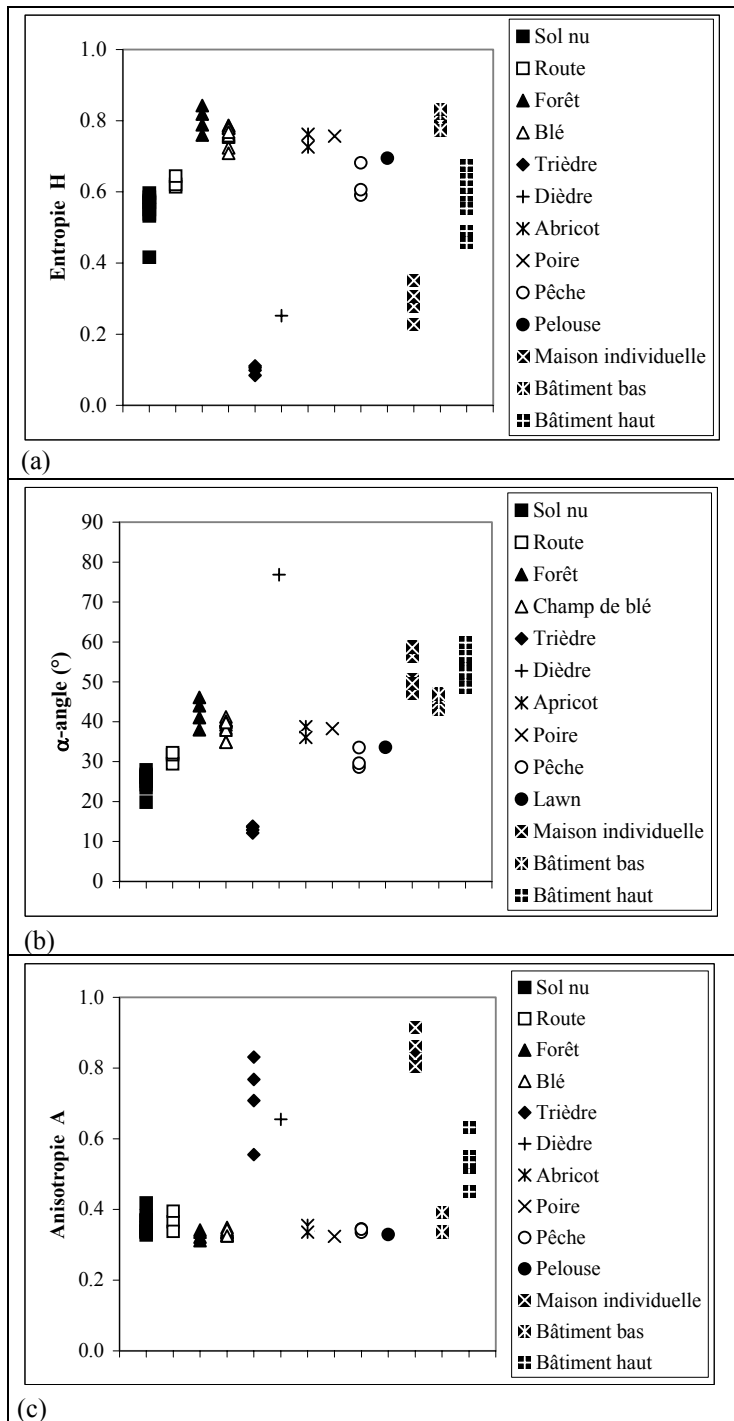 1.0
0.8
0.6
0.4
0.2
0.0
Entropie H
Sol nu
Route
Forêt
Blé
Trièdre
Dièdre
Abricot
Poire
Pêche
Pelouse
Maison individuelle
Bâtiment bas
Bâtiment haut
(a)
90
80
70
60
50
40
30
20
10
0
α-angle (°)
Sol nu
Route
Forêt
Champ de blé
Trièdre
Dièdre
Apricot
Poire
Pêche
Lawn
Maison individuelle
Bâtiment bas
Bâtiment haut
(b)
1.0
0.8
0.6
0.4
0.2
0.0
Anisotropie A
Sol nu
Route
Forêt
Blé
Trièdre
Dièdre
Abricot
Poire
Pêche
Pelouse
Maison individuelle
Bâtiment bas
Bâtiment haut
(c)